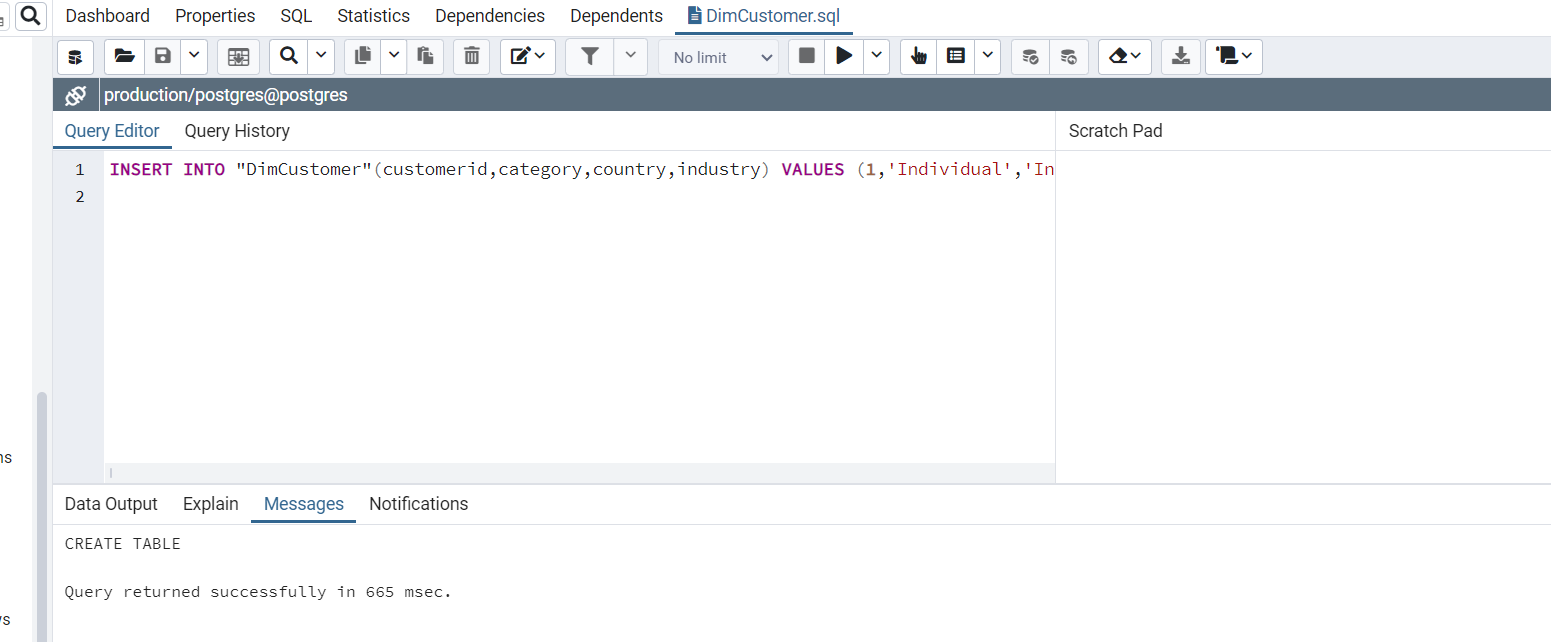 Dashboard Properties SQL Statistics Dependencies Dependents DimCustomer.sql
No limit
production/postgres@postgres
Query Editor Query History
Scratch Pad
1 INSERT INTO "DimCustomer"(customerid,category,country,industry) VALUES (1,'Individual','In
2
ns
Data Output Explain Messages Notifications
CREATE TABLE
Query returned successfully in 665 msec.